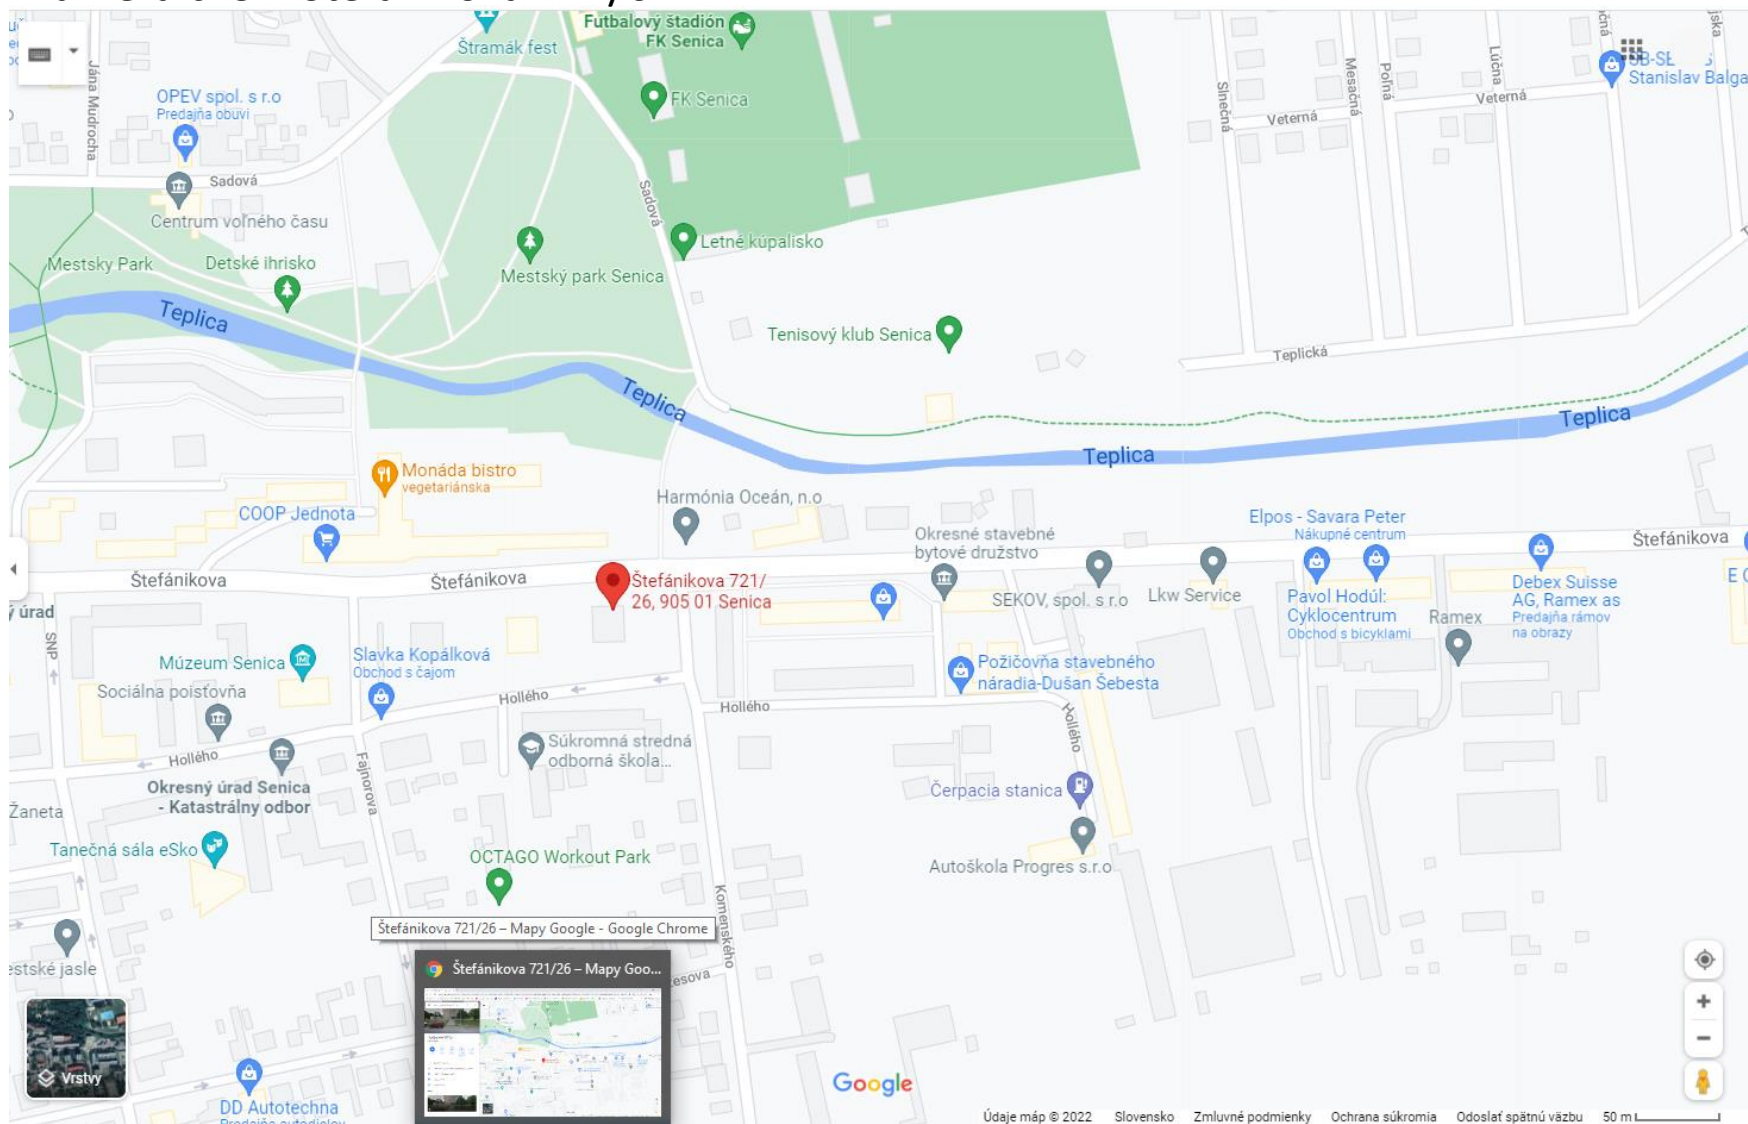 Štramák fest
Futbalový štadión
FK Senica
FK Senica
Jána Mudrocha
OPEV spol. s r.o
Predajňa obuvi
Sadová
Centrum voľného času
Mestsky Park
Detské ihrisko
Mestský park Senica
Sadová
Letné kúpalisko
Tenisový klub Senica
Slnečná
Veterná
Mesačná
Poľná
Lúčna
Veterná
Stanislav Balga
Teplická
Teplica
Teplica
Teplica
Teplica
Monáda bistro
vegetariánska
COOP Jednota
Harmónia Oceán, n.o
Okresné stavebné
bytové družstvo
Elpos - Savara Peter
Nákupné centrum
Štefánikova
Štefánikova
Štefánikova
Štefánikova 721/
26, 905 01 Senica
SEKOV, spol. s r.o
Lkw Service
Pavol Hodúl:
Cyklocentrum
Obchod s bicyklami
Ramex
Debex Suisse
AG, Ramex as
Predajňa rámov
na obrazy
ý úrad
SNP
Múzeum Senica
Sociálna poisťovňa
Slavka Kopálková
Obchod s čajom
Hollého
Hollého
Hollého
Hollého
Požičovňa stavebného
náradia-Dušan Šebesta
Súkromná stredná
odborná škola...
Okresný úrad Senica
- Katastrálny odbor
Fajnorova
Žaneta
Tanečná sála eSko
OCTAGO Workout Park
Čerpacia stanica
Autoškola Progres s.r.o
Komenského
Štefánikova 721/26 – Mapy Google - Google Chrome
Štefánikova 721/26 – Mapy Goo...
estské jasle
esova
Vrstvy
DD Autotechna
Google
Údaje máp © 2022 Slovensko Zmluvné podmienky Ochrana súkromia Odoslať spätnú väzbu 50 m